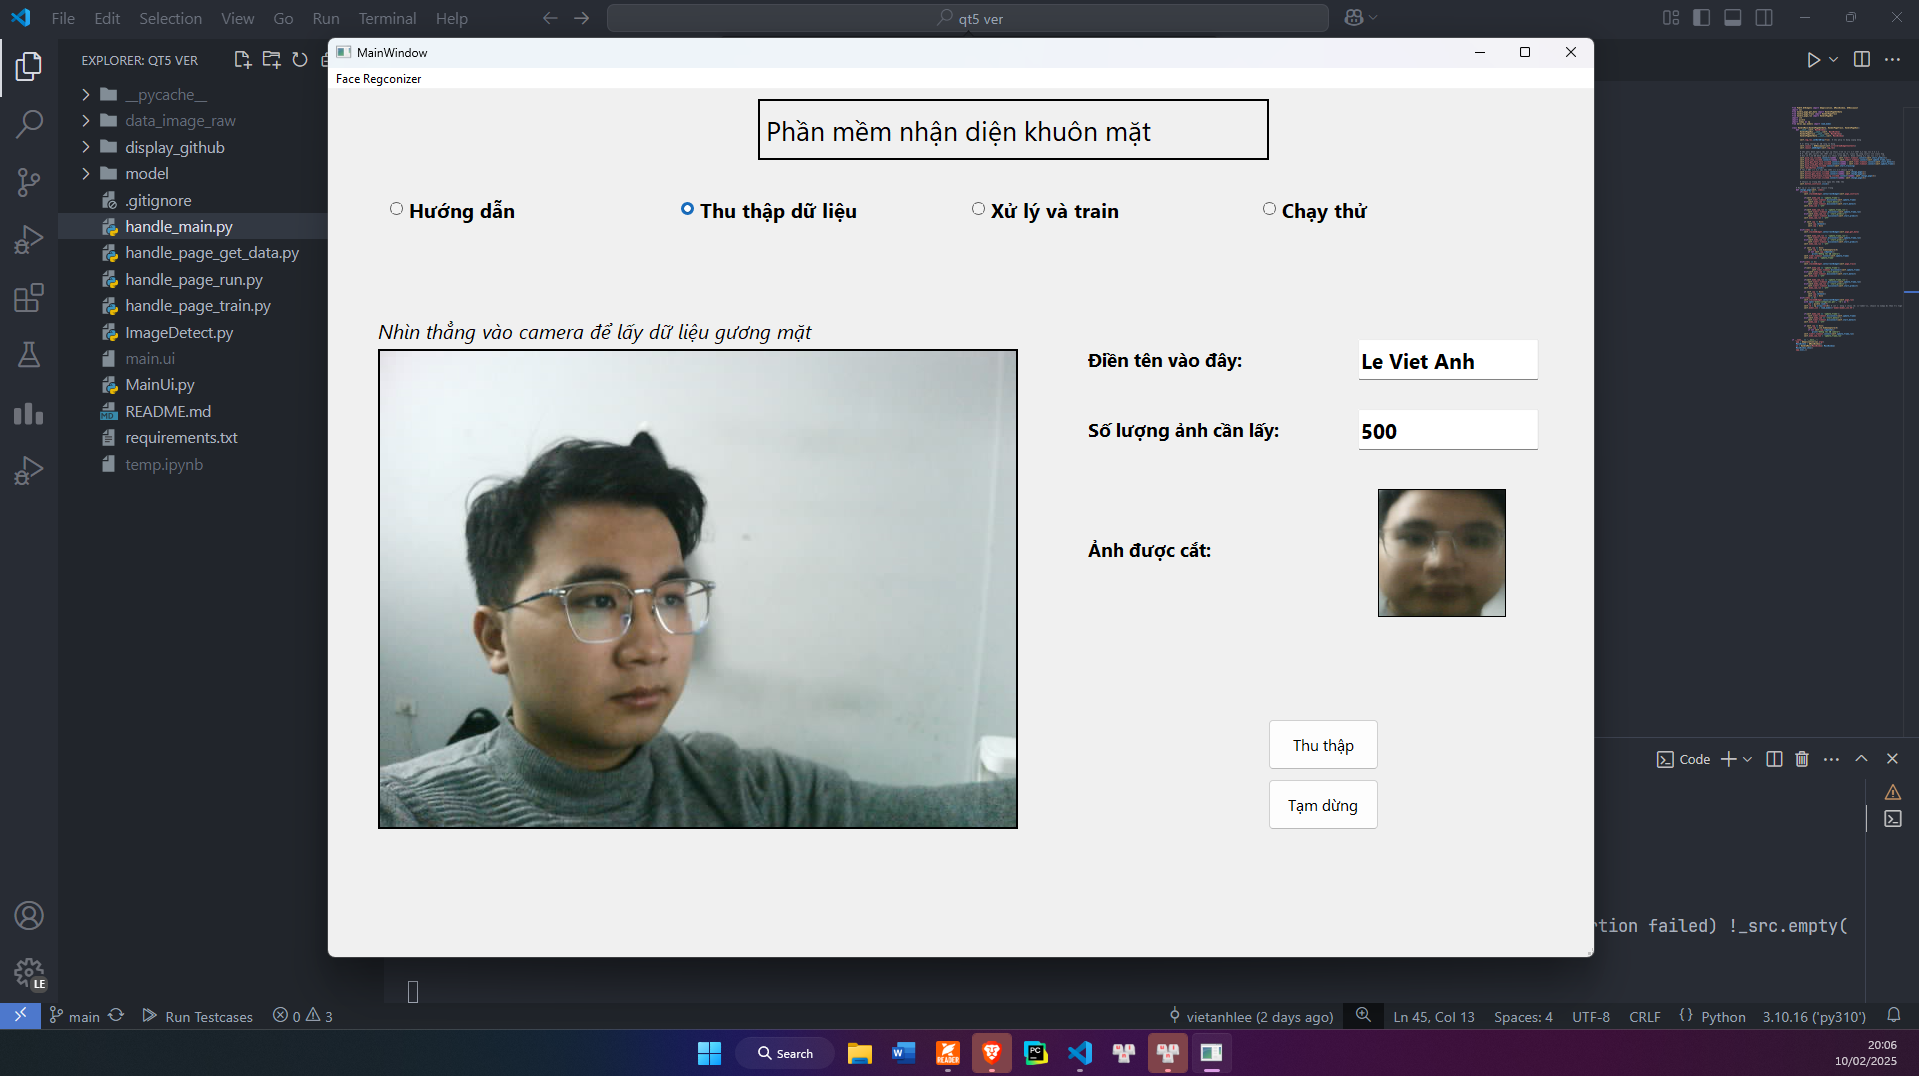 File Edit Selection View Go Run Terminal Help
qt5 ver
EXPLORER: QT5 VER
__pycache__
data_image_raw
display_github
model
.gitignore
handle_main.py
handle_page_get_data.py
handle_page_run.py
handle_page_train.py
ImageDetect.py
main.ui
MainUi.py
README.md
requirements.txt
temp.ipynb
MainWindow
Face Regconizer
Phần mềm nhận diện khuôn mặt
Hướng dẫn
Thu thập dữ liệu
Xử lý và train
Chạy thử
Nhìn thẳng vào camera để lấy dữ liệu gương mặt
Điền tên vào đây:
Le Viet Anh
Số lượng ảnh cần lấy:
500
Ảnh được cắt:
Thu thập
Tạm dừng
Code
tion failed) !_src.empty(
LE
main
Run Testcases
0
3
vietanhlee (2 days ago)
Ln 45, Col 13
Spaces: 4
UTF-8
CRLF
{ } Python
3.10.16 ('py310')
Search
READER
PC
20:06
10/02/2025